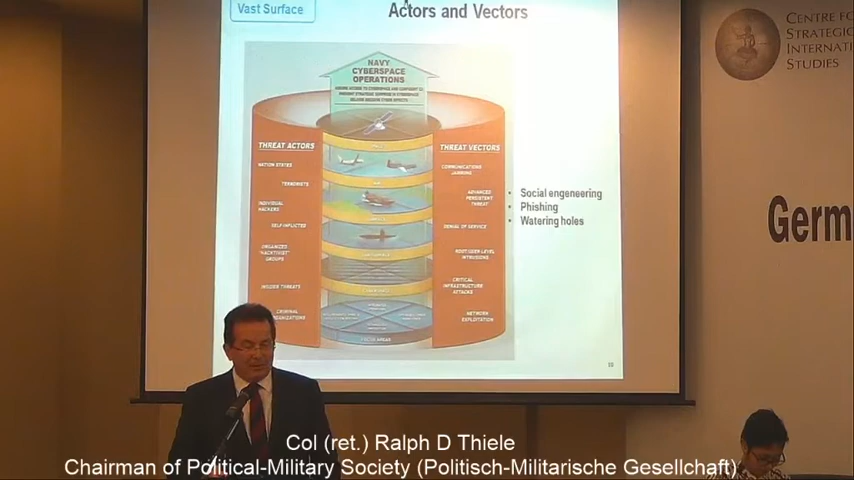 Vast Surface
Actors and Vectors
CENTRE FO
STRATEGIC
INTERNATI
STUDIES
NAVY
CYBERSPACE
OPERATIONS
THREAT ACTORS
NATION STATES
TERRORISTS
INDIVIDUAL
HACKERS
SELF-INFLICTED
ORGANIZED
"HACKTIVIST"
GROUPS
INSIDER THREATS
CRIMINAL
THREAT VECTORS
COMMUNICATIONS
JAMMING
ADVANCED
PERSISTENT
THREAT
DENIAL OF SERVICE
ROOT/USER LEVEL
INTRUSIONS
CRITICAL
INFRASTRUCTURE
ATTACKS
NETWORK
EXPLOITATION
• Social engeneering
• Phishing
• Watering holes
Germ
Col (ret.) Ralph D Thiele
Chairman of Political-Military Society (Politisch-Militarische Gesellchaft)